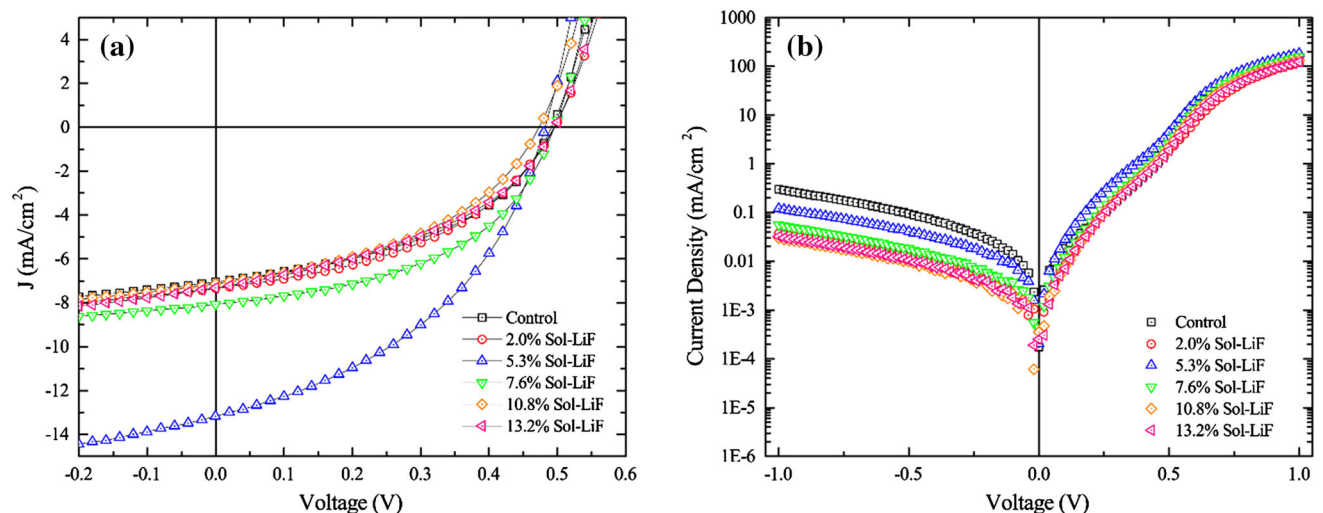 (a)
4
2
0
-2
-4
-6
-8
-10
-12
-14
J (mA/cm²)
-0.2
-0.1
0.0
0.1
0.2
0.3
0.4
0.5
0.6
Voltage (V)
Control
2.0% Sol-LiF
5.3% Sol-LiF
7.6% Sol-LiF
10.8% Sol-LiF
13.2% Sol-LiF
(b)
1000
100
10
1
0.1
0.01
1E-3
1E-4
1E-5
1E-6
Current Density (mA/cm²)
-1.0
-0.5
0.0
0.5
1.0
Voltage (V)
Control
2.0% Sol-LiF
5.3% Sol-LiF
7.6% Sol-LiF
10.8% Sol-LiF
13.2% Sol-LiF